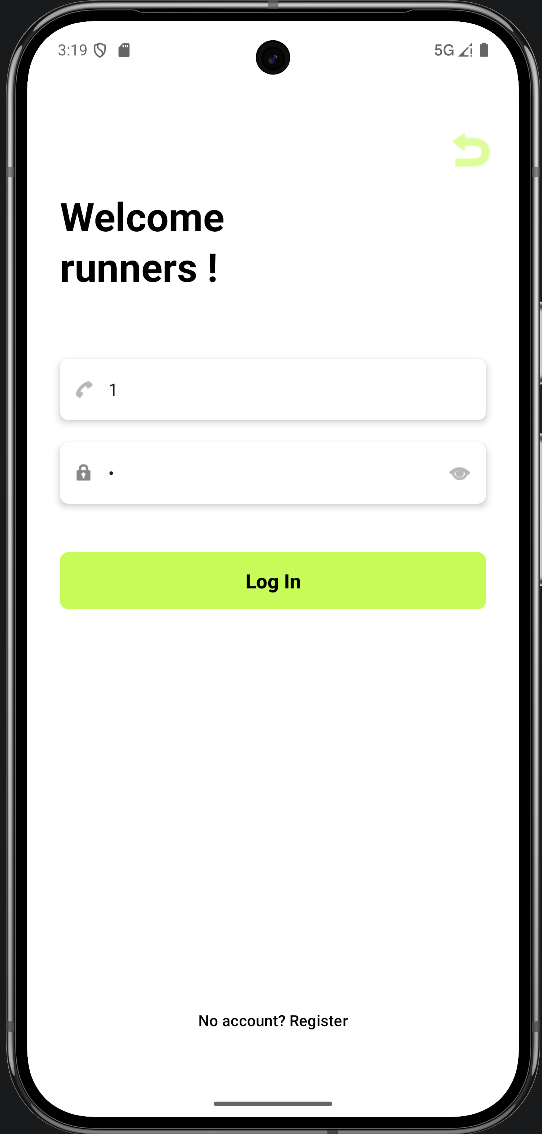 3:19
5G
Welcome
runners !
1
•
Log In
No account? Register